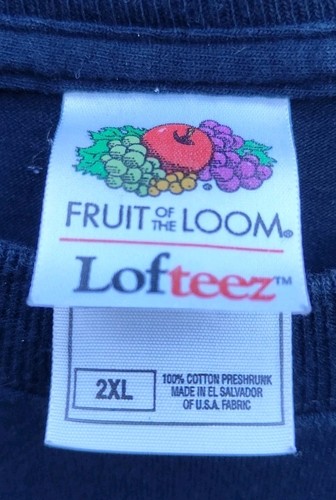 FRUIT OF THE LOOM®
Lofteez™
2XL
100% COTTON PRESHRUNK
MADE IN EL SALVADOR
OF U.S.A. FABRIC